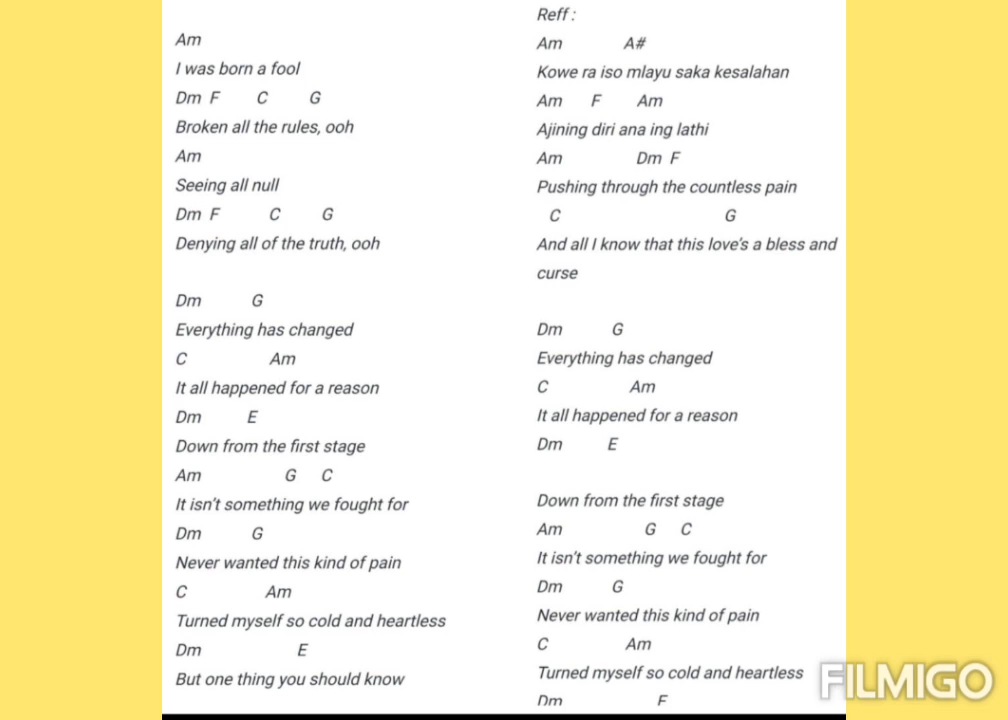 Am
I was born a fool
Dm F C G
Broken all the rules, ooh
Am
Seeing all null
Dm F C G
Denying all of the truth, ooh
Dm G
Everything has changed
C Am
It all happened for a reason
Dm E
Down from the first stage
Am G C
It isn't something we fought for
Dm G
Never wanted this kind of pain
C Am
Turned myself so cold and heartless
Dm E
But one thing you should know
Reff :
Am A#
Kowe ra iso mlayu saka kesalahan
Am F Am
Ajining diri ana ing lathi
Am Dm F
Pushing through the countless pain
C G
And all I know that this love's a bless and
curse
Dm G
Everything has changed
C Am
It all happened for a reason
Dm E
Down from the first stage
Am G C
It isn't something we fought for
Dm G
Never wanted this kind of pain
C Am
Turned myself so cold and heartless
Dm
FILMIGO